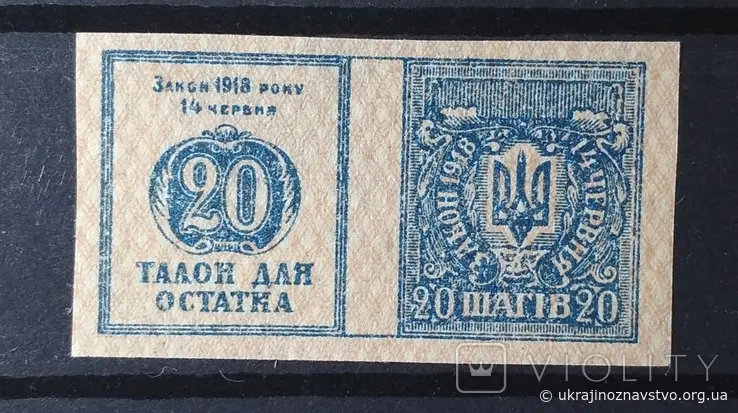 Закон 1918 року
14 червня
20
ТАЛОН ДЛЯ
ОСТАТКА
ЗАКОН 1918
14 ЧЕРВНЯ
20 ШАГІВ 20
VIOLITY
© ukrajinoznavstvo.org.ua